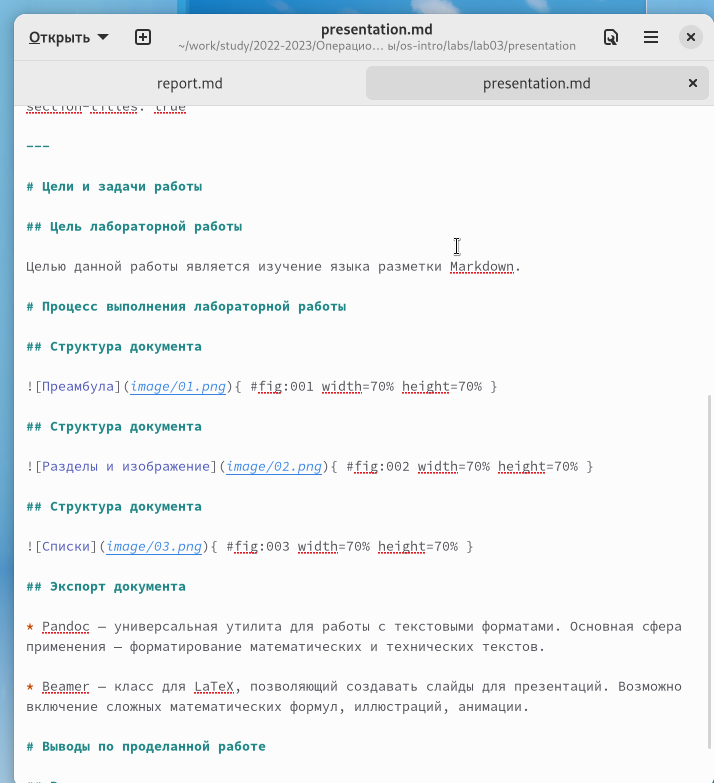 Открыть
presentation.md
~/work/study/2022-2023/Операцио… ы/os-intro/labs/lab03/presentation
report.md
presentation.md
section-titles: true
---
# Цели и задачи работы
## Цель лабораторной работы
Целью данной работы является изучение языка разметки Markdown.
# Процесс выполнения лабораторной работы
## Структура документа
![Преамбула](image/01.png){ #fig:001 width=70% height=70% }
## Структура документа
![Разделы и изображение](image/02.png){ #fig:002 width=70% height=70% }
## Структура документа
![Списки](image/03.png){ #fig:003 width=70% height=70% }
## Экспорт документа
* Pandoc — универсальная утилита для работы с текстовыми форматами. Основная сфера
применения — форматирование математических и технических текстов.
* Beamer — класс для LaTeX, позволяющий создавать слайды для презентаций. Возможно
включение сложных математических формул, иллюстраций, анимации.
# Выводы по проделанной работе
##